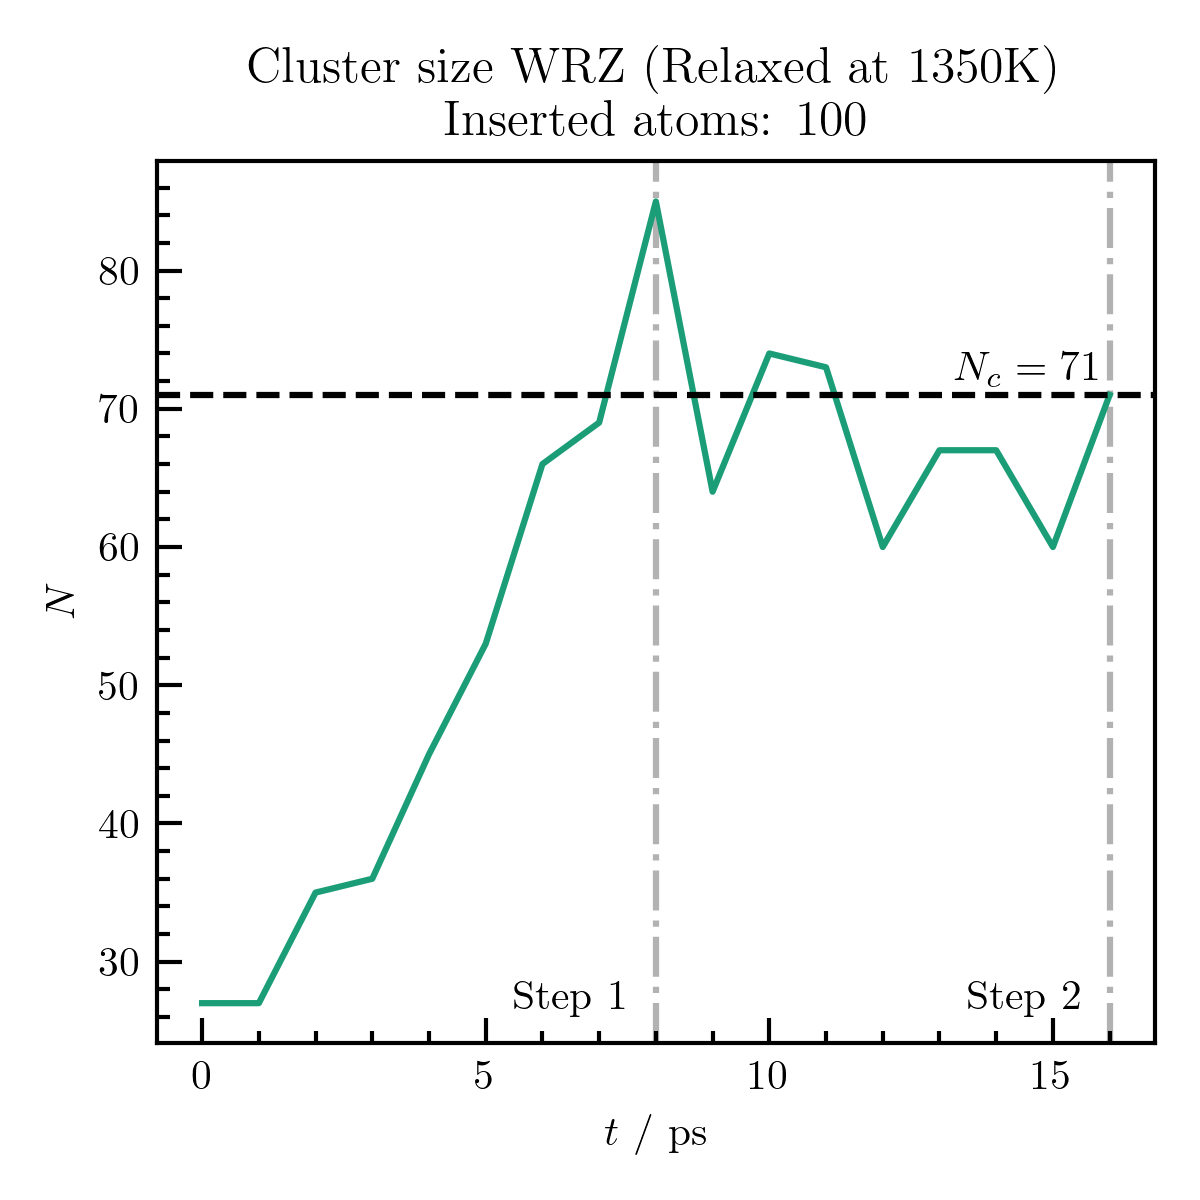 Cluster size WRZ (Relaxed at 1350K)
Inserted atoms: 100
80
70
60
50
40
30
N
N_c = 71
Step 1
Step 2
0
5
10
15
t / ps